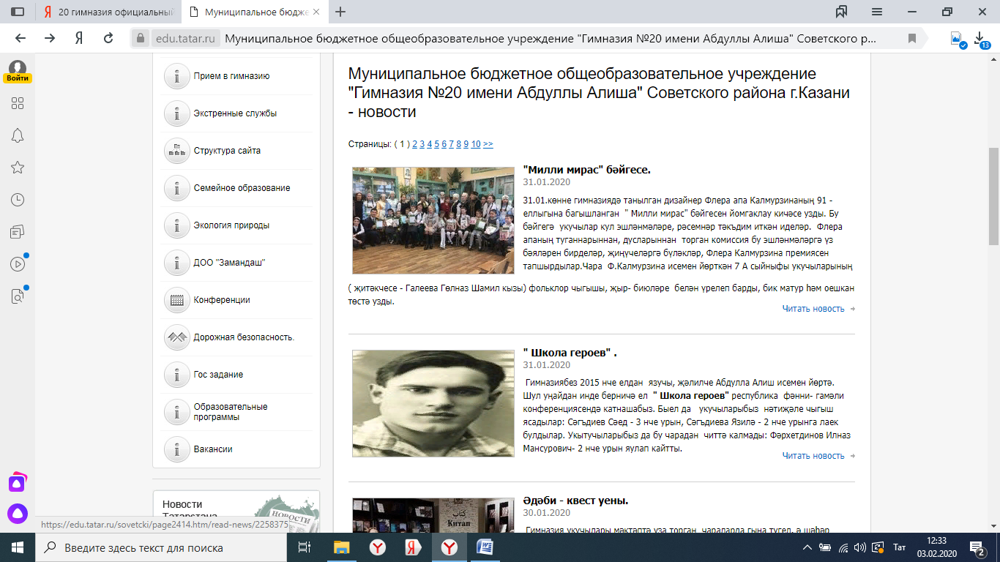 20 гимназия официальный
Муниципальное бюдже
edu.tatar.ru Муниципальное бюджетное общеобразовательное учреждение "Гимназия №20 имени Абдуллы Алиша" Советского р...
13
Войти
Прием в гимназию
Экстренные службы
Структура сайта
Семейное образование
Экология природы
ДОО "Замандаш"
Конференции
Дорожная безопасность.
Гос задание
Образовательные
программы
Вакансии
Новости
Татарстана
НОВОСТИ
Муниципальное бюджетное общеобразовательное учреждение
"Гимназия №20 имени Абдуллы Алиша" Советского района г.Казани
- новости
Страницы: ( 1 ) 2 3 4 5 6 7 8 9 10 >>
"Милли мирас" бәйгесе.
31.01.2020
31.01.көнне гимназиядә танылган дизайнер Флера апа Калмурзинаның 91 -
еллыгына багышланган " Милли мирас" бәйгесен йомгаклау кичәсе узды. Бу
бәйгегә укучылар кул эшләнмәләре, рәсемнәр тәкъдим иткән иделәр. Флера
апаның туганнарыннан, дусларыннан торган комиссия бу эшләнмәләргә үз
бәяләрен бирделәр, җиңүчеләргә бүләкләр, Флера Калмурзина премиясен
тапшырдылар.Чара Ф.Калмурзина исемен йөрткән 7 А сыйныфы укучыларының
( җитәкчесе - Галеева Гөлназ Шамил кызы) фольклор чыгышы, җыр- биюләре белән үрелеп барды, бик матур һәм оешкан
төстә узды.
Читать новость
" Школа героев" .
31.01.2020
Гимназиябез 2015 нче елдан язучы, җәлилче Абдулла Алиш исемен йөртә.
Шул уңайдан инде берничә ел " Школа героев" республика фәнни- гамәли
конференциясендә катнашабыз. Быел да укучыларыбыз нәтиҗәле чыгыш
ясадылар: Сәгъдиев Сәед - 3 нче урын, Сәгъдиева Язилә - 2 нче урынга лаек
булдылар. Укытучыларыбыз да бу чарадан читтә калмады: Фәрхетдинов Илназ
Мансурович- 2 нче урын яулап кайтты.
Читать новость
Әдәби - квест уены.
30.01.2020
Китап
Гимназия укучылары мәктәптә уза торган чараларда гына түгел, ә шәһәр
https://edu.tatar.ru/sovetcki/page2414.htm/read-news/2258375
Введите здесь текст для поиска
Тат
12:33
03.02.2020
2